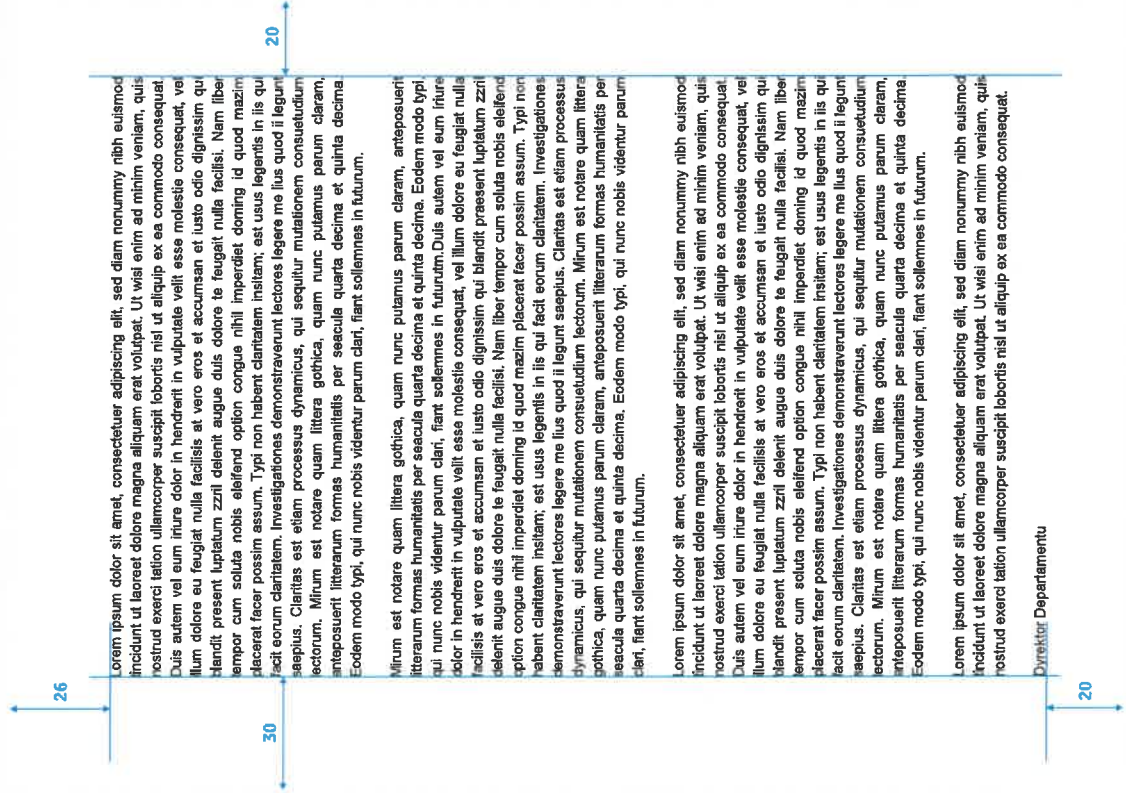 26
20
30
20
Lorem ipsum dolor sit amet, consectetuer adipiscing elit, sed diam nonummy nibh euismod
tincidunt ut laoreet dolore magna aliquam erat volutpat. Ut wisi enim ad minim veniam, quis
nostrud exerci tation ullamcorper suscipit lobortis nisl ut aliquip ex ea commodo consequat.
Duis autem vel eum iriure dolor in hendrerit in vulputate velit esse molestie consequat, vel
illum dolore eu feugiat nulla facilisis at vero eros et accumsan et iusto odio dignissim qui
blandit present luptatum zzril delenit augue duis dolore te feugait nulla facilisi. Nam liber
tempor cum soluta nobis eleifend option congue nihil imperdiet doming id quod mazim
placerat facer possim assum. Typi non habent claritatem insitam; est usus legentis in iis qui
facit eorum claritatem. Investigationes demonstraverunt lectores legere me lius quod ii legunt
saepius. Claritas est etiam processus dynamicus, qui sequitur mutationem consuetudium
lectorum. Mirum est notare quam littera gothica, quam nunc putamus parum claram,
anteposuerit litterarum formas humanitatis per seacula quarta decima et quinta decima.
Eodem modo typi, qui nunc nobis videntur parum clari, fiant sollemnes in futurum.
Mirum est notare quam littera gothica, quam nunc putamus parum claram, anteposuerit
litterarum formas humanitatis per seacula quarta decima et quinta decima. Eodem modo typi,
qui nunc nobis videntur parum clari, fiant sollemnes in futurutm.Duis autem vel eum iriure
dolor in hendrerit in vulputate velit esse molestie consequat, vel illum dolore eu feugiat nulla
facilisis at vero eros et accumsan et iusto odio dignissim qui blandit praesent luptatum zzril
delenit augue duis dolore te feugait nulla facilisi. Nam liber tempor cum soluta nobis eleifend
option congue nihil imperdiet doming id quod mazim placerat facer possim assum. Typi non
habent claritatem insitam; est usus legentis in iis qui facit eorum claritatem. Investigationes
demonstraverunt lectores legere me lius quod ii legunt saepius. Claritas est etiam processus
dynamicus, qui sequitur mutationem consuetudium lectorum. Mirum est notare quam littera
gothica, quam nunc putamus parum claram, anteposuerit litterarum formas humanitatis per
seacula quarta decima et quinta decima. Eodem modo typi, qui nunc nobis videntur parum
clari, fiant sollemnes in futurum.
Lorem ipsum dolor sit amet, consectetuer adipiscing elit, sed diam nonummy nibh euismod
tincidunt ut laoreet dolore magna aliquam erat volutpat. Ut wisi enim ad minim veniam, quis
nostrud exerci tation ullamcorper suscipit lobortis nisl ut aliquip ex ea commodo consequat.
Duis autem vel eum iriure dolor in hendrerit in vulputate velit esse molestie consequat, vel
illum dolore eu feugiat nulla facilisis at vero eros et accumsan et iusto odio dignissim qui
blandit present luptatum zzril delenit augue duis dolore te feugait nulla facilisi. Nam liber
tempor cum soluta nobis eleifend option congue nihil imperdiet doming id quod mazim
placerat facer possim assum. Typi non habent claritatem insitam; est usus legentis in iis qui
facit eorum claritatem. Investigationes demonstraverunt lectores legere me lius quod ii legunt
saepius. Claritas est etiam processus dynamicus, qui sequitur mutationem consuetudium
lectorum. Mirum est notare quam littera gothica, quam nunc putamus parum claram,
anteposuerit litterarum formas humanitatis per seacula quarta decima et quinta decima.
Eodem modo typi, qui nunc nobis videntur parum clari, fiant sollemnes in futurum.
Lorem ipsum dolor sit amet, consectetuer adipiscing elit, sed diam nonummy nibh euismod
tincidunt ut laoreet dolore magna aliquam erat volutpat. Ut wisi enim ad minim veniam, quis
nostrud exerci tation ullamcorper suscipit lobortis nisl ut aliquip ex ea commodo consequat.
Dyrektor Departamentu